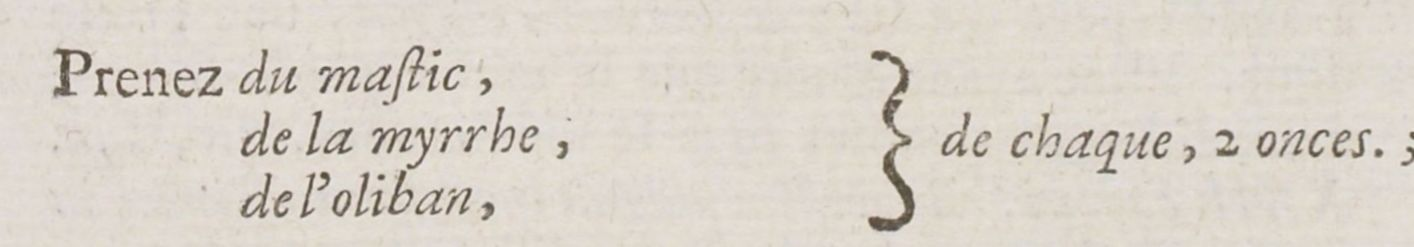 Prenez du maſtic,
de la myrrhe,
de l'oliban,
} de chaque, 2 onces. ;